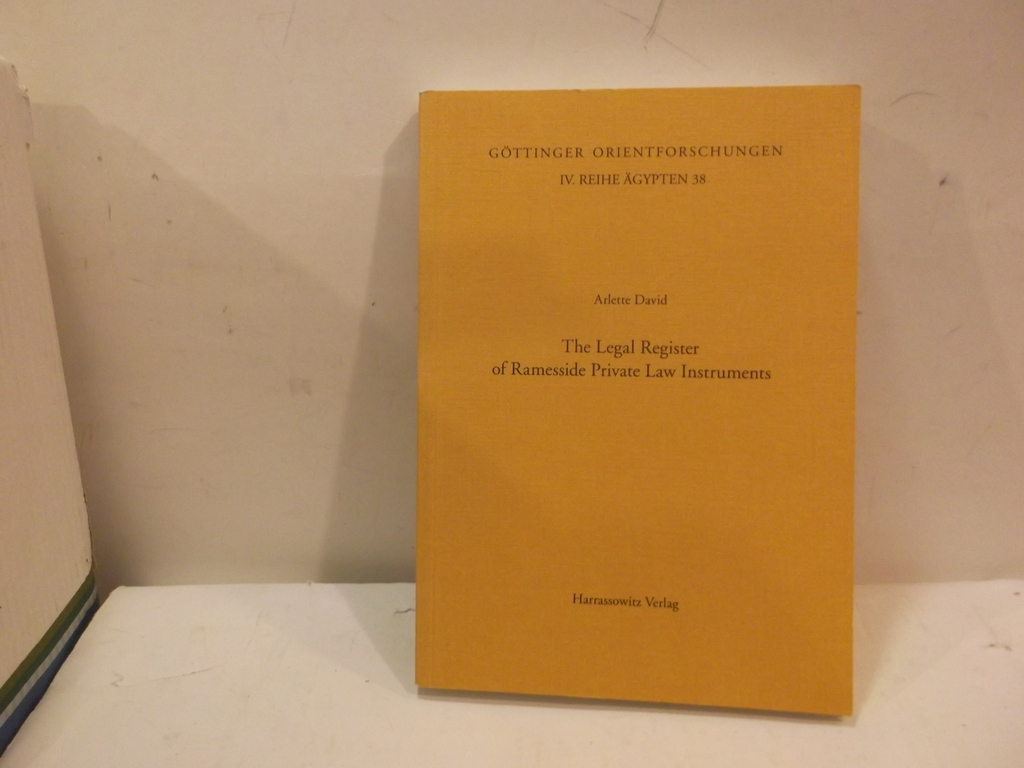 GÖTTINGER ORIENTFORSCHUNGEN
IV. REIHE ÄGYPTEN 38
Arlette David
The Legal Register
of Ramesside Private Law Instruments
Harrassowitz Verlag